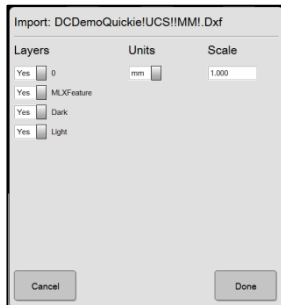 Import: DCDemoQuickie!UCS!!MM!.Dxf
Layers Units Scale
Yes 0 mm 1.000
Yes MLXFeature
Yes Dark
Yes Light
Cancel Done